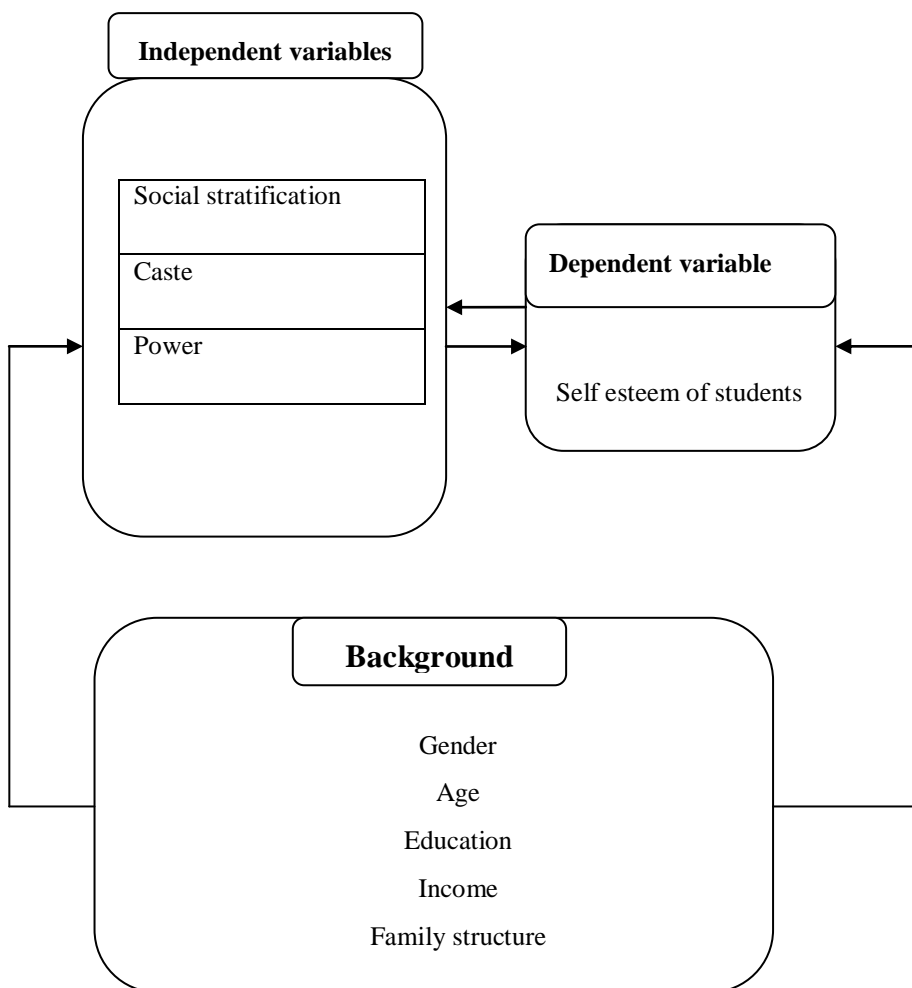 Independent variables
Social stratification
Caste
Power
Dependent variable
Self esteem of students
Background
Gender
Age
Education
Income
Family structure